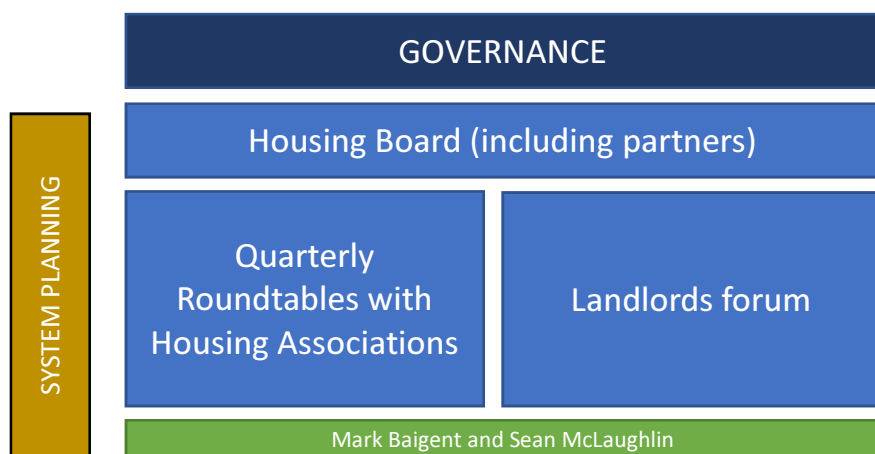 GOVERNANCE
Housing Board (including partners)
SYSTEM PLANNING
Quarterly
Roundtables with
Housing Associations
Landlords forum
Mark Baigent and Sean McLaughlin